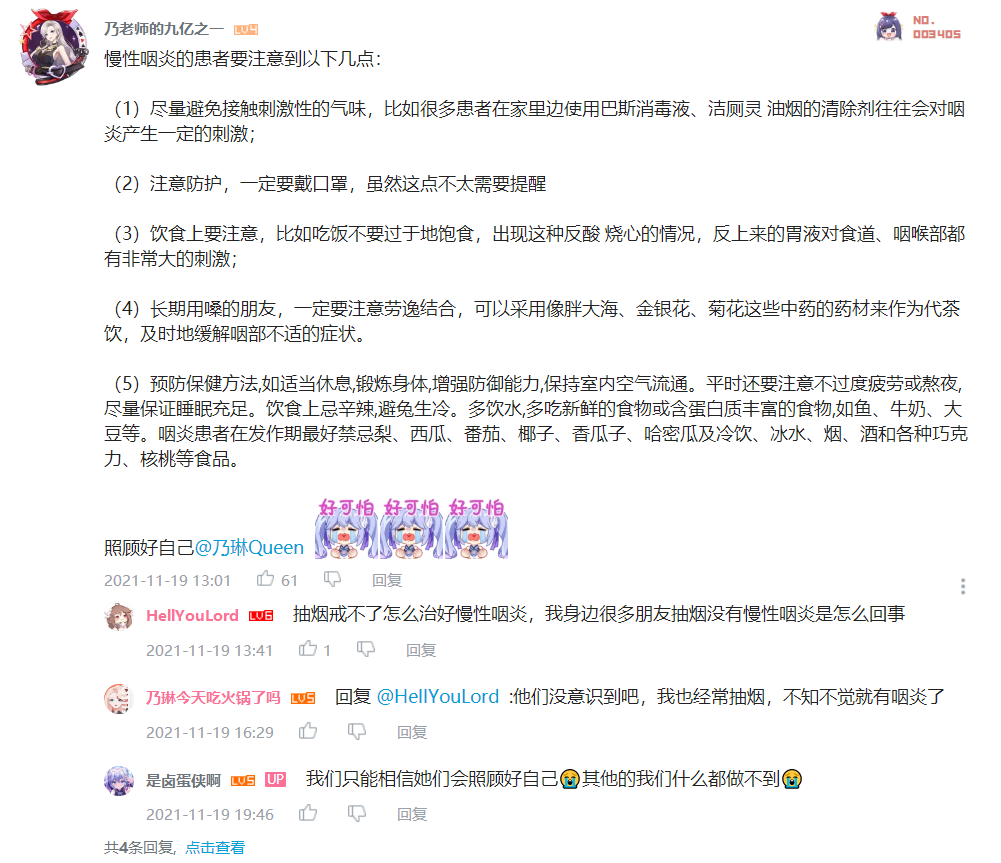 乃老师的九亿之一 LV4
NO.
003405
慢性咽炎的患者要注意到以下几点：
（1）尽量避免接触刺激性的气味，比如很多患者在家里边使用巴斯消毒液、洁厕灵 油烟的清除剂往往会对咽
炎产生一定的刺激；
（2）注意防护，一定要戴口罩，虽然这点不太需要提醒
（3）饮食上要注意，比如吃饭不要过于地饱食，出现这种反酸 烧心的情况，反上来的胃液对食道、咽喉部都
有非常大的刺激；
（4）长期用嗓的朋友，一定要注意劳逸结合，可以采用像胖大海、金银花、菊花这些中药的药材来作为代茶
饮，及时地缓解咽部不适的症状。
（5）预防保健方法,如适当休息,锻炼身体,增强防御能力,保持室内空气流通。平时还要注意不过度疲劳或熬夜,
尽量保证睡眠充足。饮食上忌辛辣,避免生冷。多饮水,多吃新鲜的食物或含蛋白质丰富的食物,如鱼、牛奶、大
豆等。咽炎患者在发作期最好禁忌梨、西瓜、番茄、椰子、香瓜子、哈密瓜及冷饮、冰水、烟、酒和各种巧克
力、核桃等食品。
好可怕 好可怕 好可怕
照顾好自己@乃琳Queen
2021-11-19 13:01 61 回复
HellYouLord LV6 抽烟戒不了怎么治好慢性咽炎，我身边很多朋友抽烟没有慢性咽炎是怎么回事
2021-11-19 13:41 1 回复
乃琳今天吃火锅了吗 LV5 回复 @HellYouLord :他们没意识到吧，我也经常抽烟，不知不觉就有咽炎了
2021-11-19 16:29 回复
是卤蛋侠啊 LV5 UP 我们只能相信她们会照顾好自己😭其他的我们什么都做不到😭
2021-11-19 19:46 回复
共4条回复, 点击查看